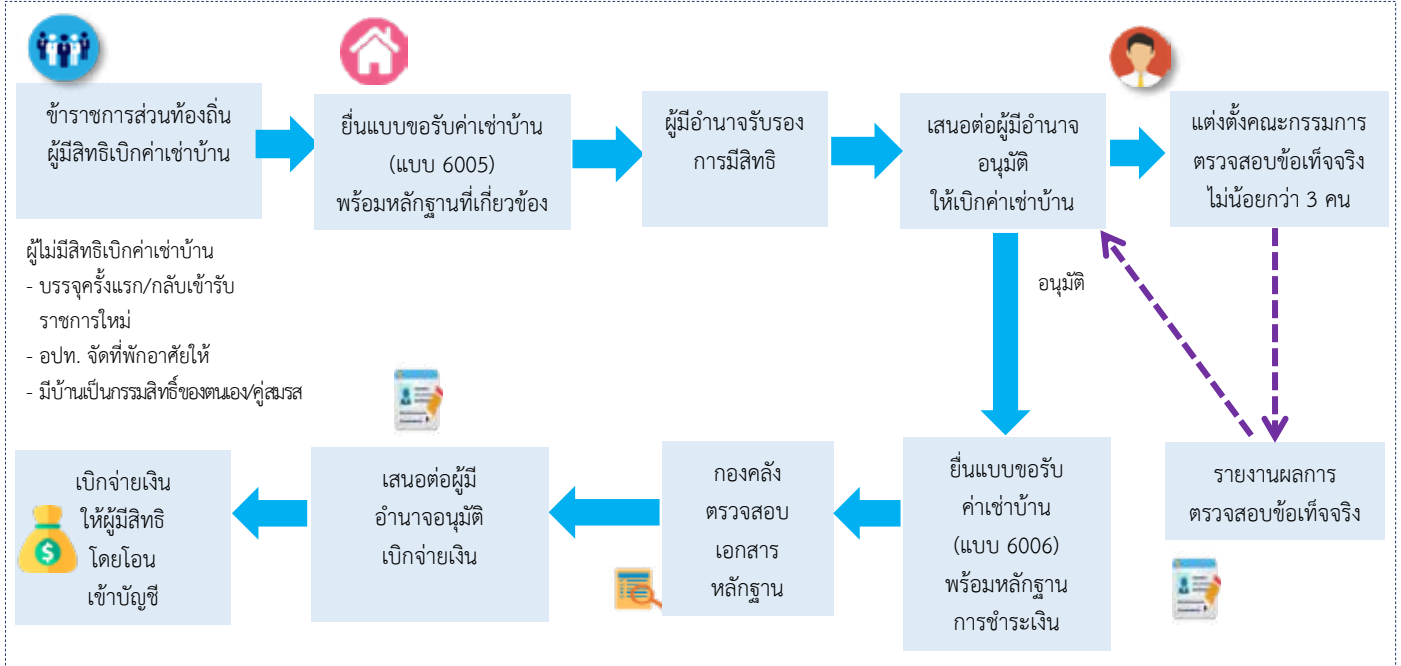 ข้าราชการส่วนท้องถิ่น
ผู้มีสิทธิเบิกค่าเช่าบ้าน
ยื่นแบบขอรับค่าเช่าบ้าน
(แบบ 6005)
พร้อมหลักฐานที่เกี่ยวข้อง
ผู้มีอำนาจรับรอง
การมีสิทธิ
เสนอต่อผู้มีอำนาจ
อนุมัติ
ให้เบิกค่าเช่าบ้าน
แต่งตั้งคณะกรรมการ
ตรวจสอบข้อเท็จจริง
ไม่น้อยกว่า 3 คน
ผู้ไม่มีสิทธิเบิกค่าเช่าบ้าน
- บรรจุครั้งแรก/กลับเข้ารับ
ราชการใหม่
- อปท. จัดที่พักอาศัยให้
- มีบ้านเป็นกรรมสิทธิ์ของตนเอง/คู่สมรส
อนุมัติ
รายงานผลการ
ตรวจสอบข้อเท็จจริง
ยื่นแบบขอรับ
ค่าเช่าบ้าน
(แบบ 6006)
พร้อมหลักฐาน
การชำระเงิน
กองคลัง
ตรวจสอบ
เอกสาร
หลักฐาน
เสนอต่อผู้มี
อำนาจอนุมัติ
เบิกจ่ายเงิน
เบิกจ่ายเงิน
ให้ผู้มีสิทธิ
โดยโอน
เข้าบัญชี